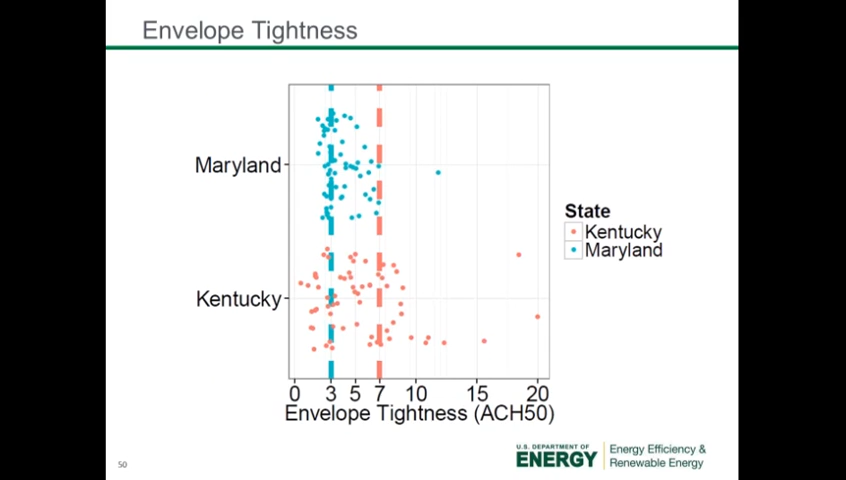 Envelope Tightness
Maryland
Kentucky
State
Kentucky
Maryland
0 3 5 7 10 15 20
Envelope Tightness (ACH50)
U.S. DEPARTMENT OF
ENERGY
Energy Efficiency &
Renewable Energy
50